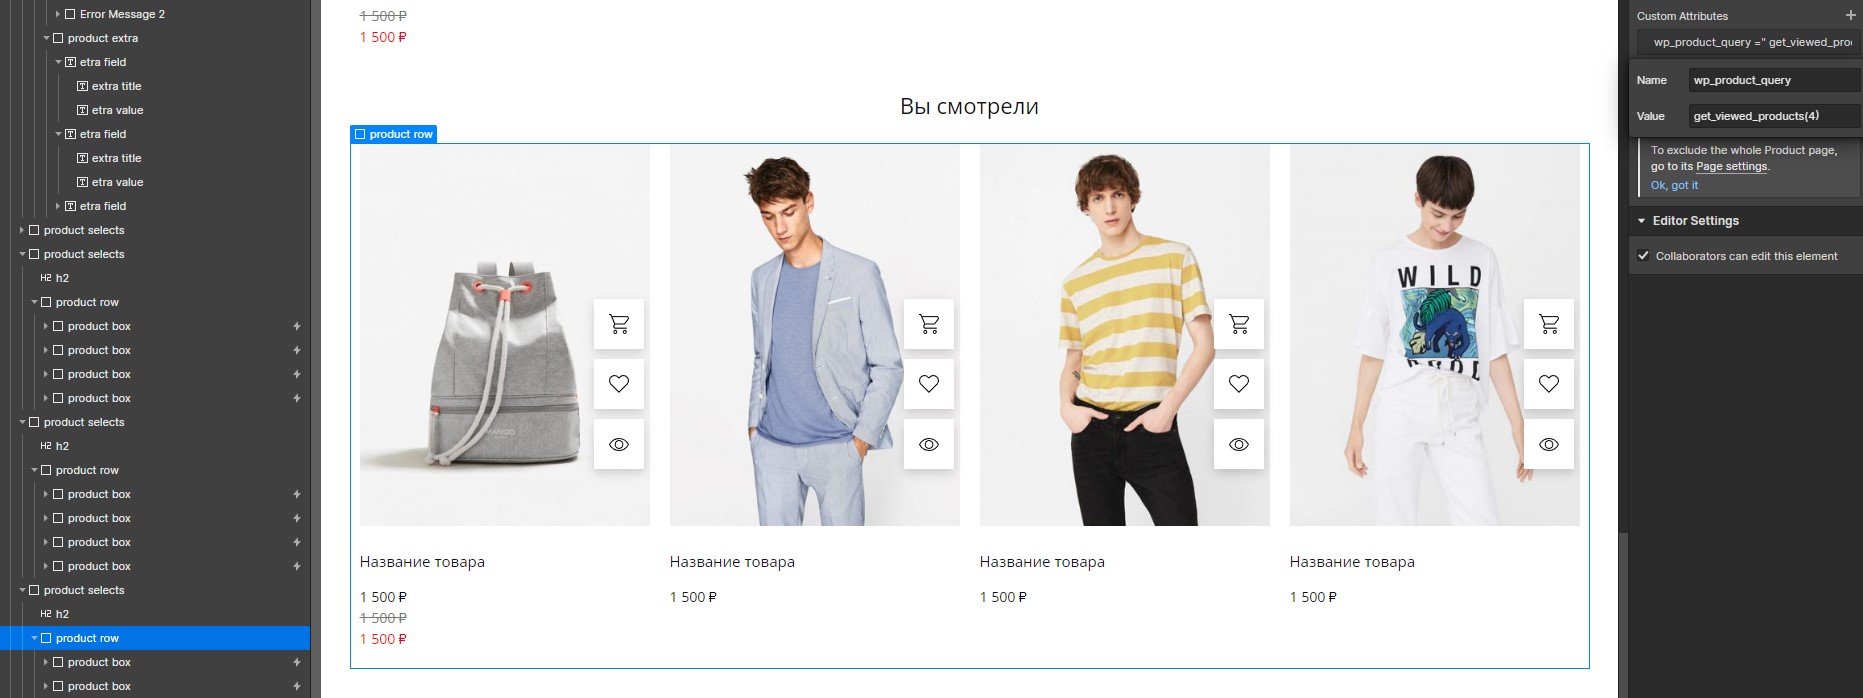 Error Message 2
product extra
etra field
extra title
etra value
etra field
extra title
etra value
etra field
product selects
product selects
H2 h2
product row
product box
product box
product box
product box
product selects
H2 h2
product row
product box
product box
product box
product box
product selects
H2 h2
product row
product box
product box
1 500 ₽
1 500 ₽
Вы смотрели
product row
MANGO
WILD
Название товара
1 500 ₽
1 500 ₽
1 500 ₽
Название товара
1 500 ₽
Название товара
1 500 ₽
Название товара
1 500 ₽
Custom Attributes
wp_product_query =" get_viewed_pro
Name
wp_product_query
Value
get_viewed_products(4)
To exclude the whole Product page,
go to its Page settings.
Ok, got it
Editor Settings
Collaborators can edit this element